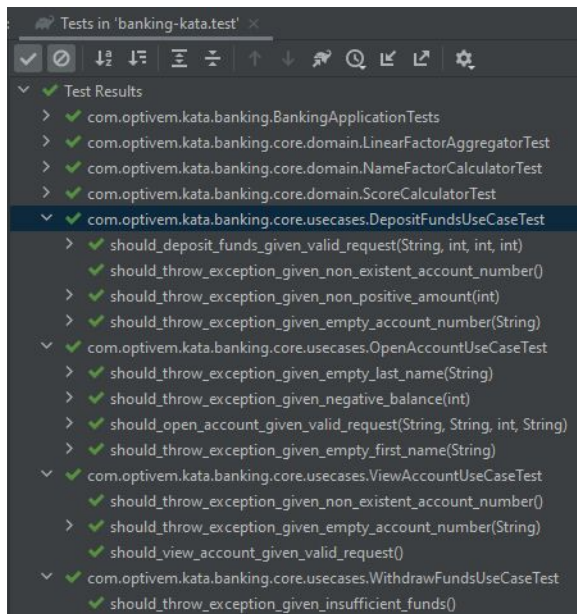 Tests in 'banking-kata.test'
Test Results
com.optivem.kata.banking.BankingApplicationTests
com.optivem.kata.banking.core.domain.LinearFactorAggregatorTest
com.optivem.kata.banking.core.domain.NameFactorCalculatorTest
com.optivem.kata.banking.core.domain.ScoreCalculatorTest
com.optivem.kata.banking.core.usecases.DepositFundsUseCaseTest
should_deposit_funds_given_valid_request(String, int, int, int)
should_throw_exception_given_non_existent_account_number()
should_throw_exception_given_non_positive_amount(int)
should_throw_exception_given_empty_account_number(String)
com.optivem.kata.banking.core.usecases.OpenAccountUseCaseTest
should_throw_exception_given_empty_last_name(String)
should_throw_exception_given_negative_balance(int)
should_open_account_given_valid_request(String, String, int, String)
should_throw_exception_given_empty_first_name(String)
com.optivem.kata.banking.core.usecases.ViewAccountUseCaseTest
should_throw_exception_given_non_existent_account_number()
should_throw_exception_given_empty_account_number(String)
should_view_account_given_valid_request()
com.optivem.kata.banking.core.usecases.WithdrawFundsUseCaseTest
should_throw_exception_given_insufficient_funds()